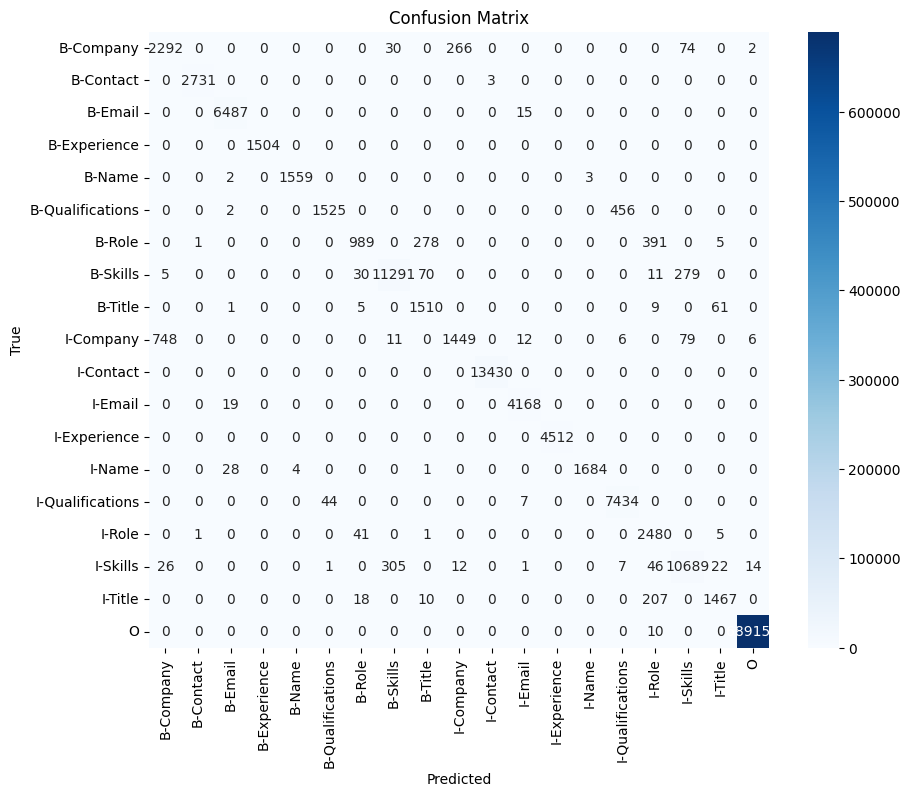 Confusion Matrix
B-Company 2292 0 0 0 0 0 0 30 0 266 0 0 0 0 0 0 74 0 2
B-Contact 0 2731 0 0 0 0 0 0 0 0 3 0 0 0 0 0 0 0 0
B-Email 0 0 6487 0 0 0 0 0 0 0 0 15 0 0 0 0 0 0 0
B-Experience 0 0 0 1504 0 0 0 0 0 0 0 0 0 0 0 0 0 0 0
B-Name 0 0 2 0 1559 0 0 0 0 0 0 0 0 3 0 0 0 0 0
B-Qualifications 0 0 2 0 0 1525 0 0 0 0 0 0 0 0 456 0 0 0 0
B-Role 0 1 0 0 0 0 989 0 278 0 0 0 0 0 0 391 0 5 0
B-Skills 5 0 0 0 0 0 30 11291 70 0 0 0 0 0 0 11 279 0 0
B-Title 0 0 1 0 0 0 5 0 1510 0 0 0 0 0 0 9 0 61 0
I-Company 748 0 0 0 0 0 0 11 0 1449 0 12 0 0 6 0 79 0 6
I-Contact 0 0 0 0 0 0 0 0 0 0 13430 0 0 0 0 0 0 0 0
I-Email 0 0 19 0 0 0 0 0 0 0 0 4168 0 0 0 0 0 0 0
I-Experience 0 0 0 0 0 0 0 0 0 0 0 0 4512 0 0 0 0 0 0
I-Name 0 0 28 0 4 0 0 0 1 0 0 0 0 1684 0 0 0 0 0
I-Qualifications 0 0 0 0 0 44 0 0 0 0 0 7 0 0 7434 0 0 0 0
I-Role 0 1 0 0 0 0 41 0 1 0 0 0 0 0 0 2480 0 5 0
I-Skills 26 0 0 0 0 1 0 305 0 12 0 1 0 0 7 46 10689 22 14
I-Title 0 0 0 0 0 0 18 0 10 0 0 0 0 0 0 207 0 1467 0
O 0 0 0 0 0 0 0 0 0 0 0 0 0 0 0 10 0 0
True
B-Company B-Contact B-Email B-Experience B-Name B-Qualifications B-Role B-Skills B-Title I-Company I-Contact I-Email I-Experience I-Name I-Qualifications I-Role I-Skills I-Title O
Predicted
600000
500000
400000
300000
200000
100000
0